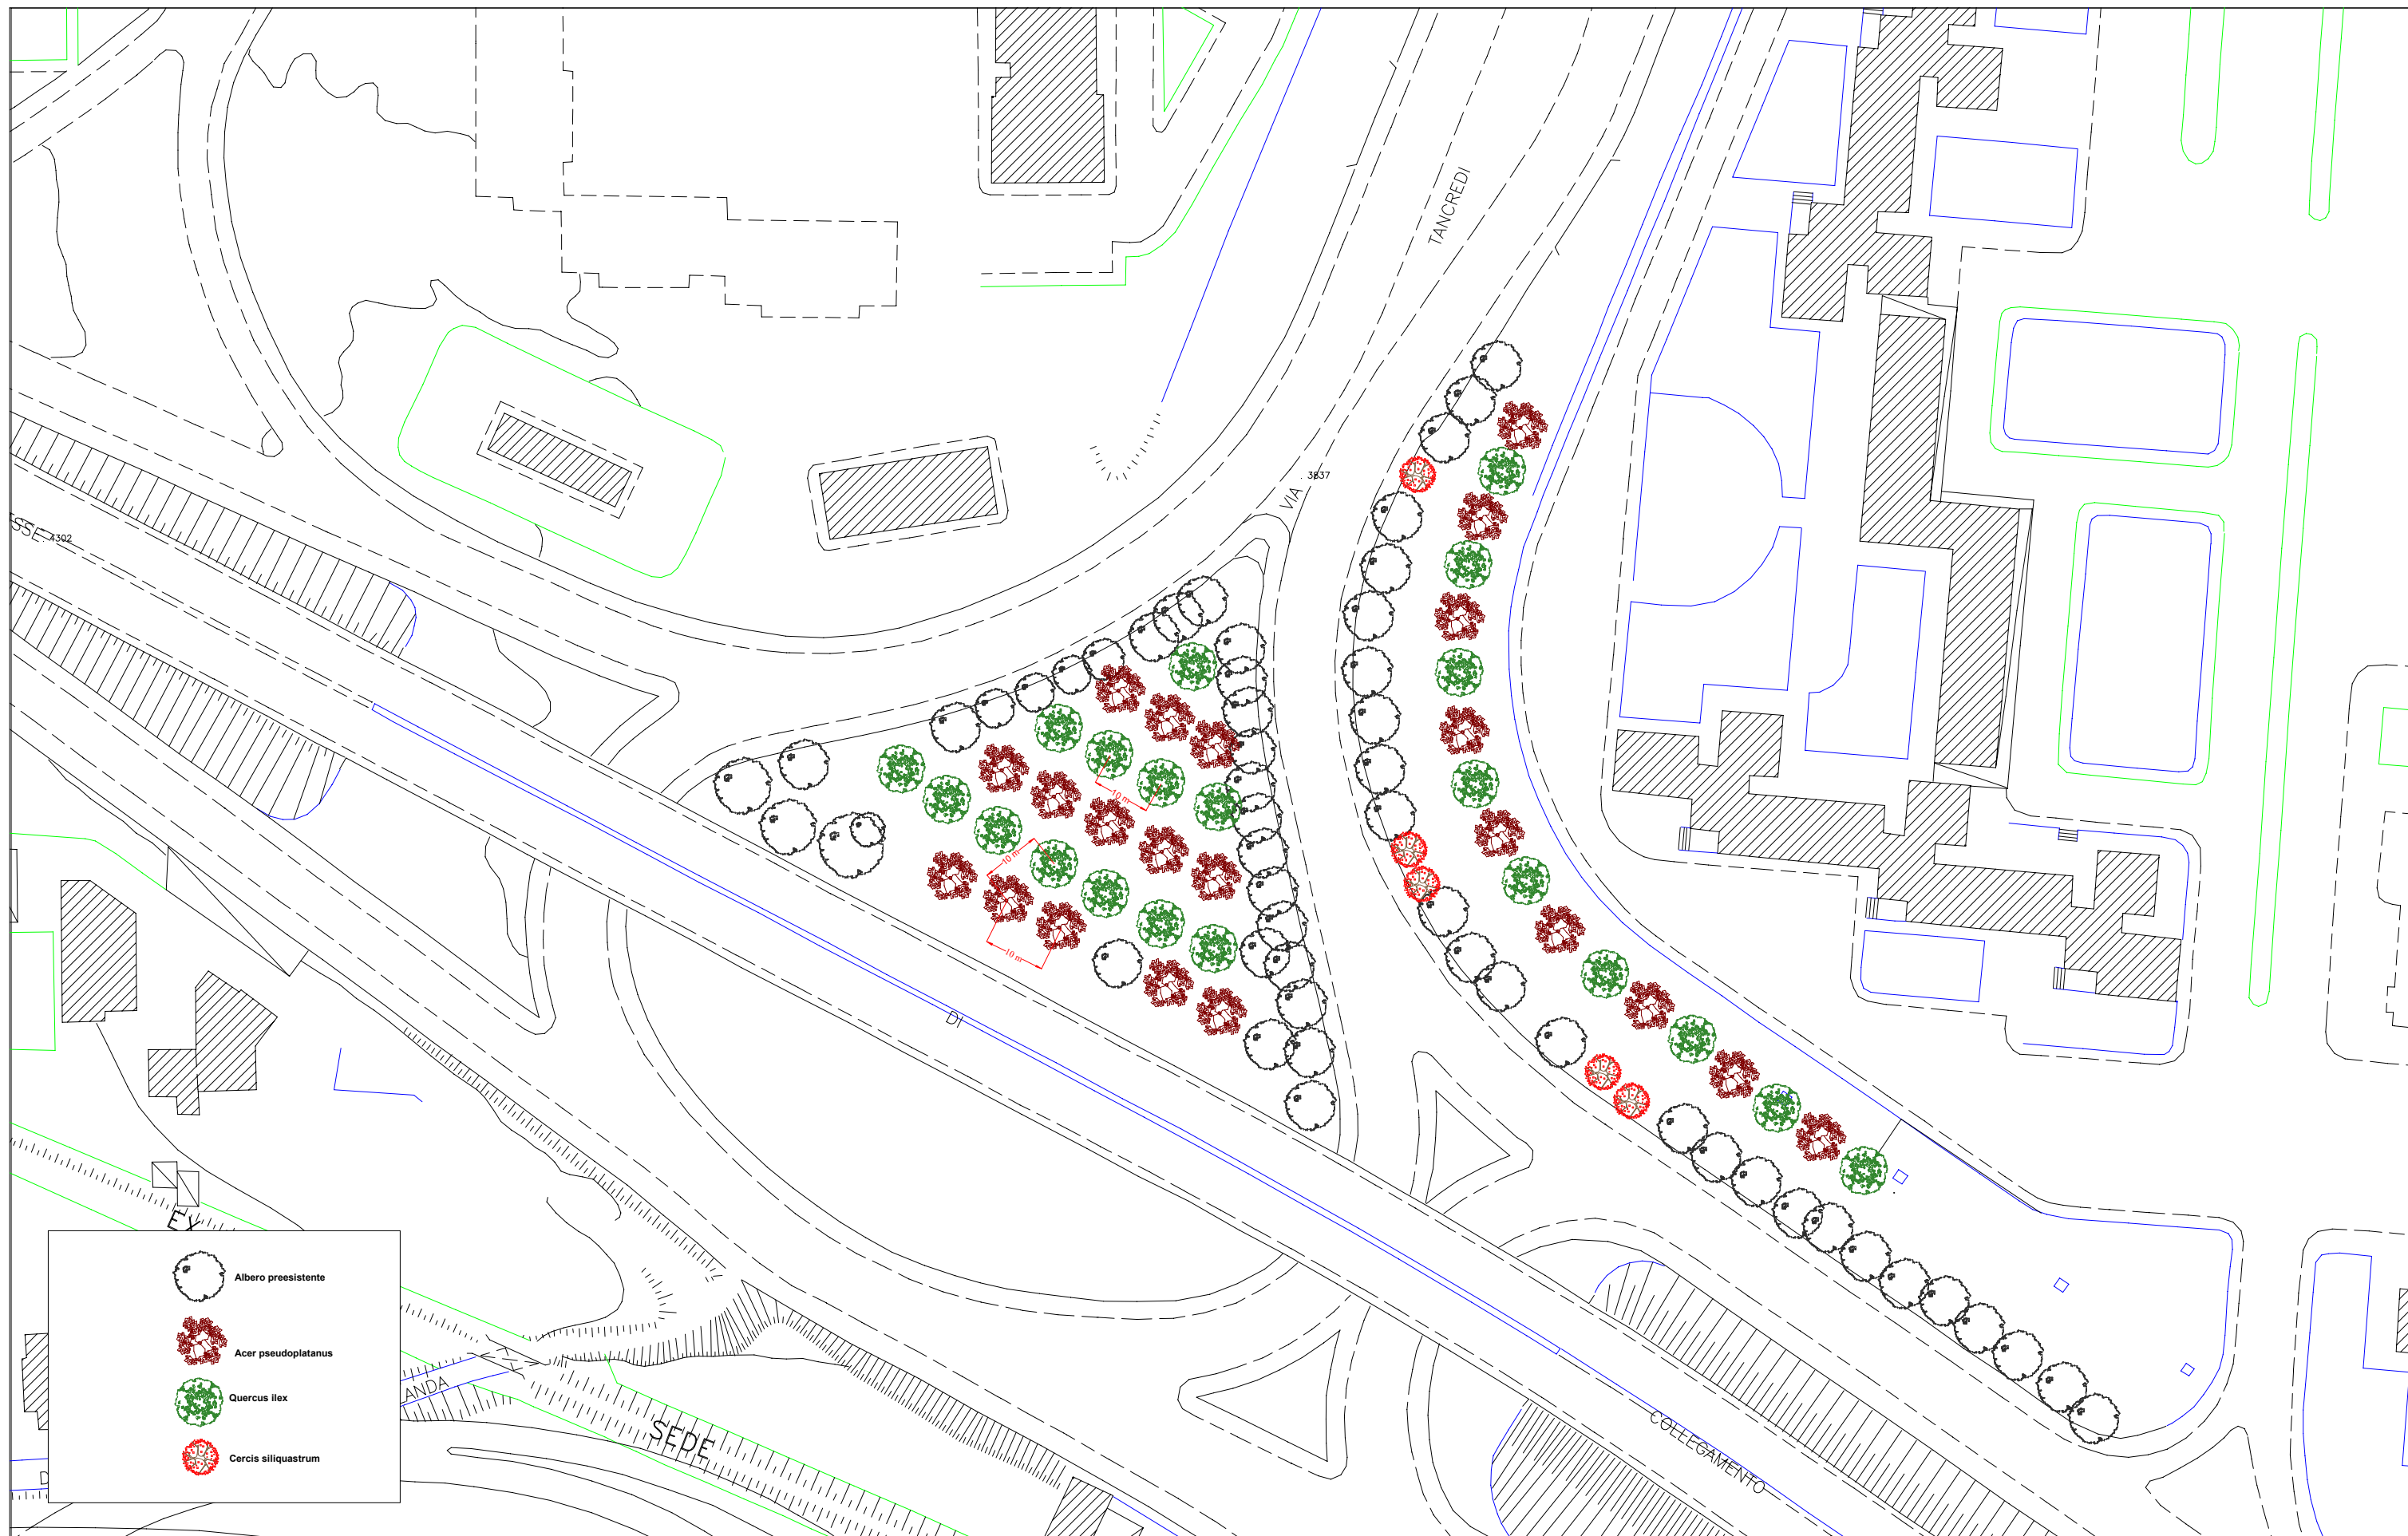 TANCREDI
VIA
3837
SSE.
4302
10 m
10 m
10 m
DI
EX
Albero preesistente
Acer pseudoplatanus
Quercus ilex
Cercis siliquastrum
ANDA
SEDE
COLLEGAMENTO
D